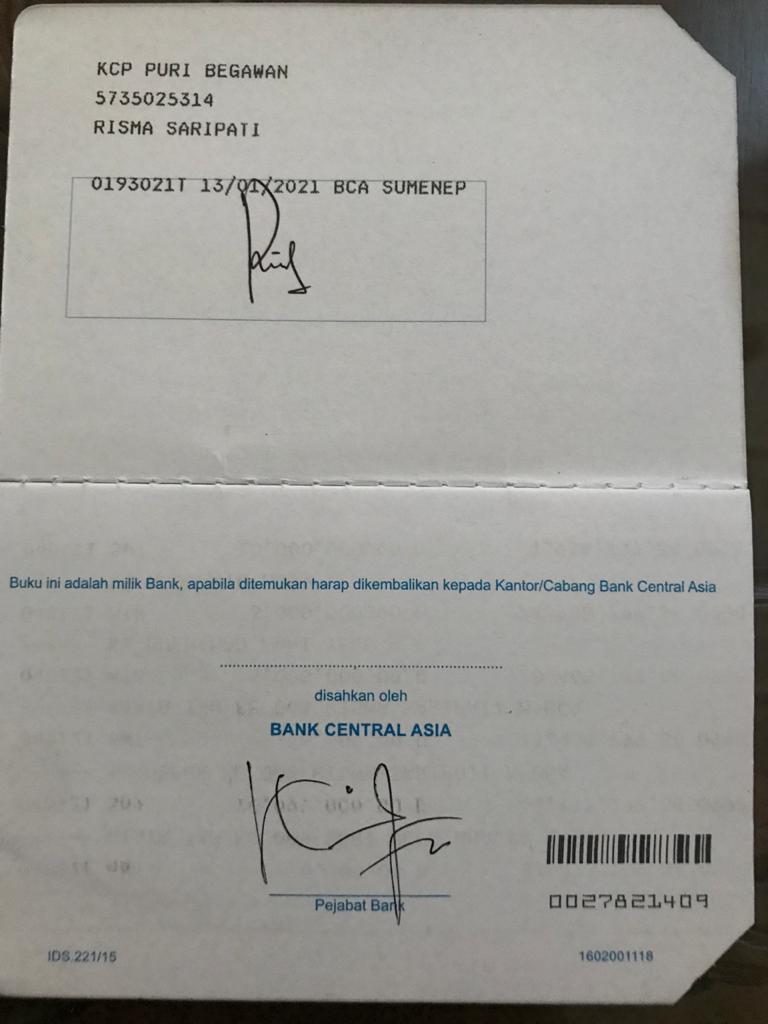 KCP PURI BEGAWAN
5735025314
RISMA SARIPATI
0193021T 13/01/2021 BCA SUMENEP
Buku ini adalah milik Bank, apabila ditemukan harap dikembalikan kepada Kantor/Cabang Bank Central Asia
disahkan oleh
BANK CENTRAL ASIA
Pejabat Bank
0027821409
IDS.221/15
1602001118